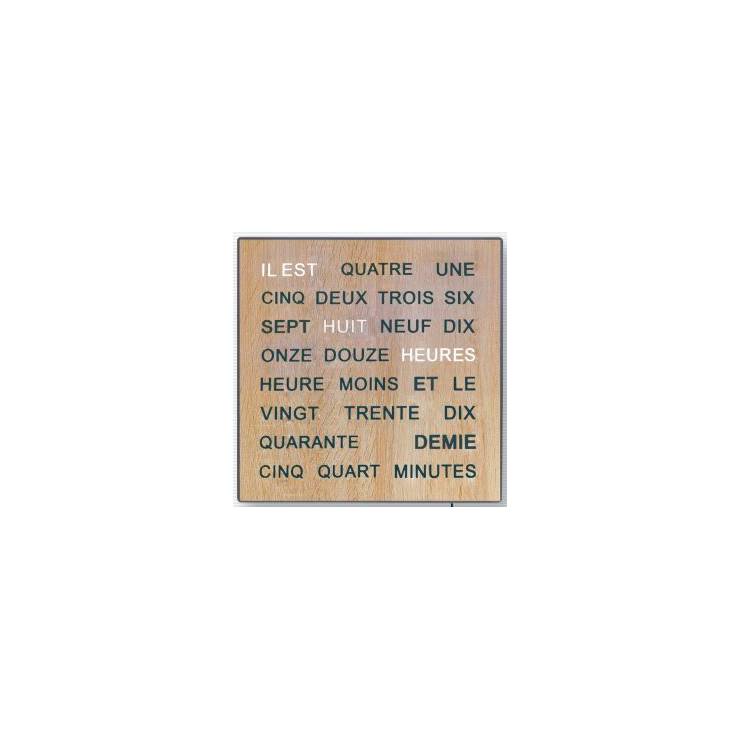 IL EST QUATRE UNE
CINQ DEUX TROIS SIX
SEPT HUIT NEUF DIX
ONZE DOUZE HEURES
HEURE MOINS ET LE
VINGT TRENTE DIX
QUARANTE DEMIE
CINQ QUART MINUTES